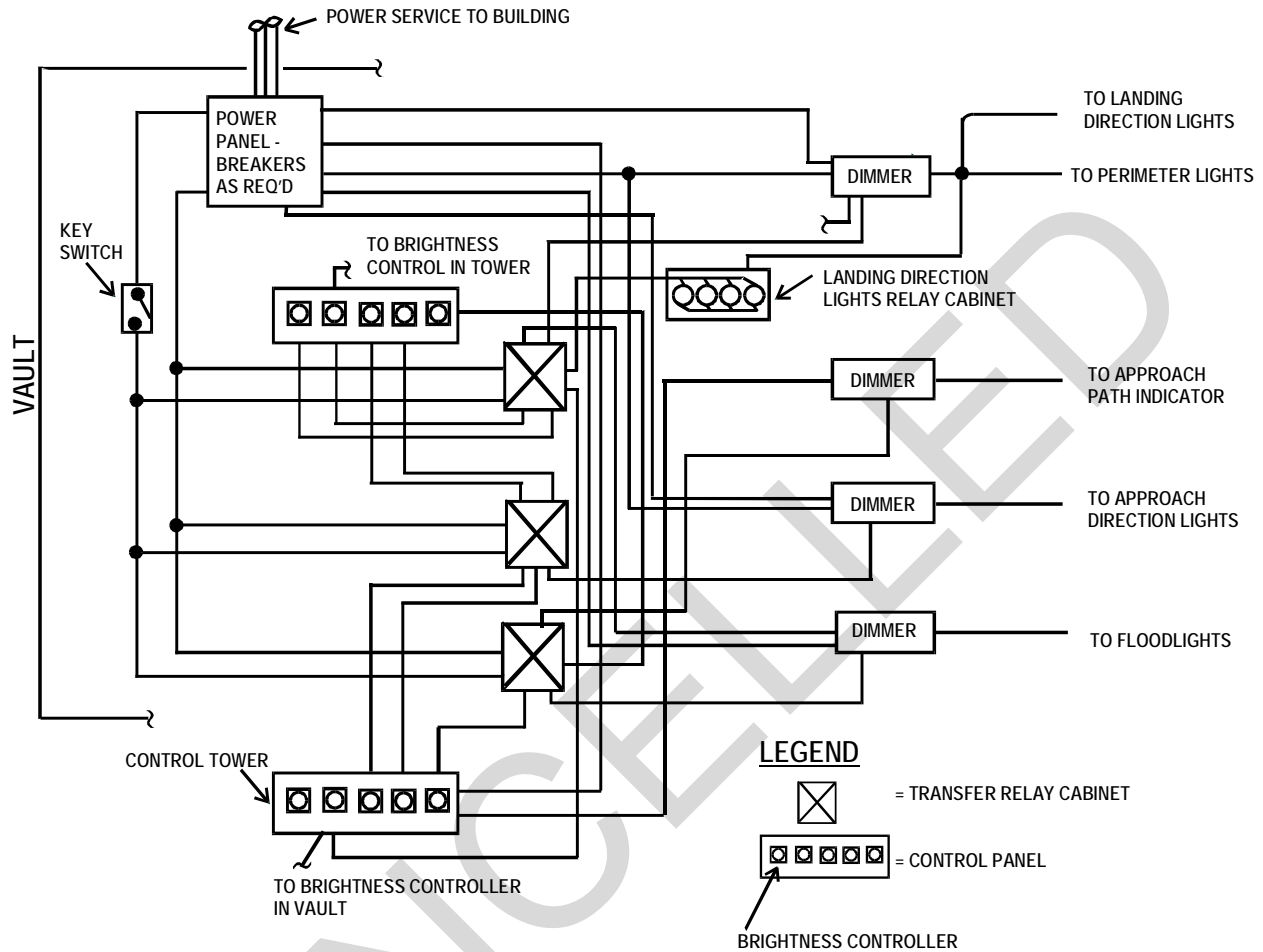 POWER SERVICE TO BUILDING
POWER
PANEL -
BREAKERS
AS REQ'D
TO LANDING
DIRECTION LIGHTS
DIMMER
TO PERIMETER LIGHTS
KEY
SWITCH
TO BRIGHTNESS
CONTROL IN TOWER
LANDING DIRECTION
LIGHTS RELAY CABINET
VAULT
DIMMER
TO APPROACH
PATH INDICATOR
DIMMER
TO APPROACH
DIRECTION LIGHTS
DIMMER
TO FLOODLIGHTS
CONTROL TOWER
TO BRIGHTNESS CONTROLLER
IN VAULT
LEGEND
= TRANSFER RELAY CABINET
= CONTROL PANEL
BRIGHTNESS CONTROLLER
CANCELLED